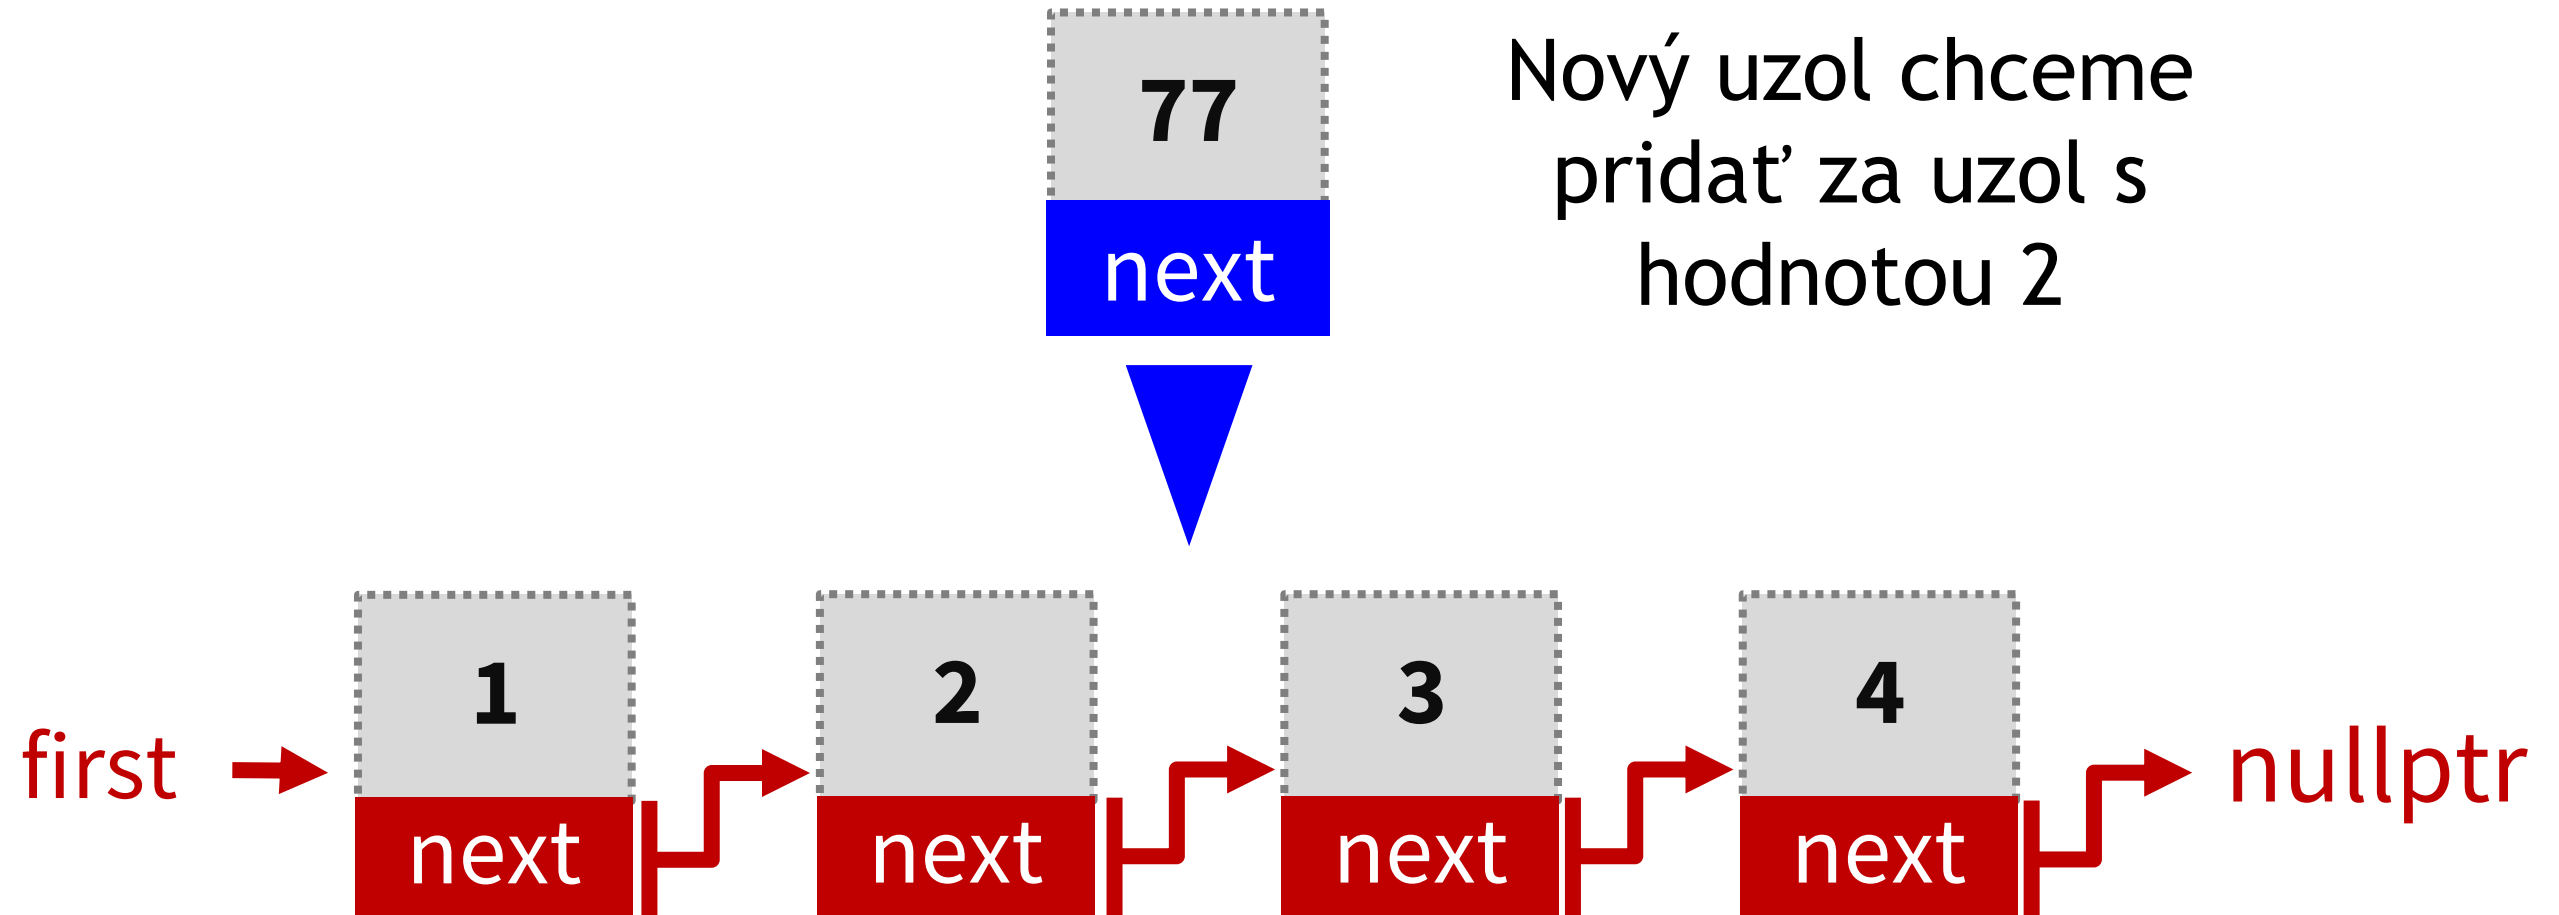 77
next
Nový uzol chceme
pridať za uzol s
hodnotou 2
first
1
next
2
next
3
next
4
next
nullptr